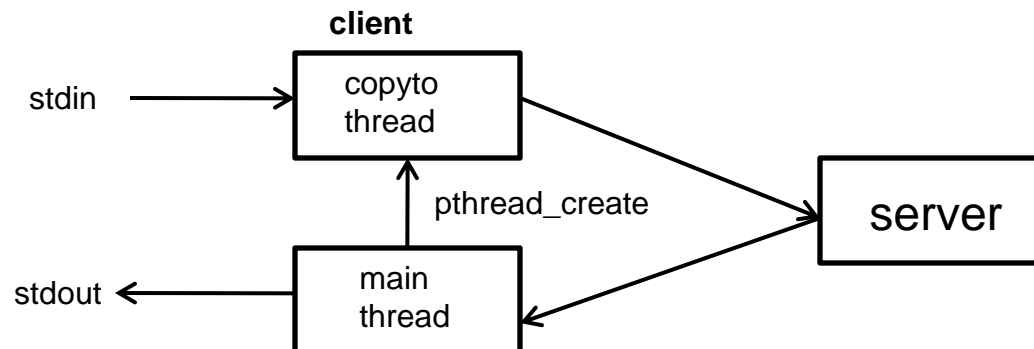 client
stdin
copyto
thread
pthread_create
server
stdout
main
thread